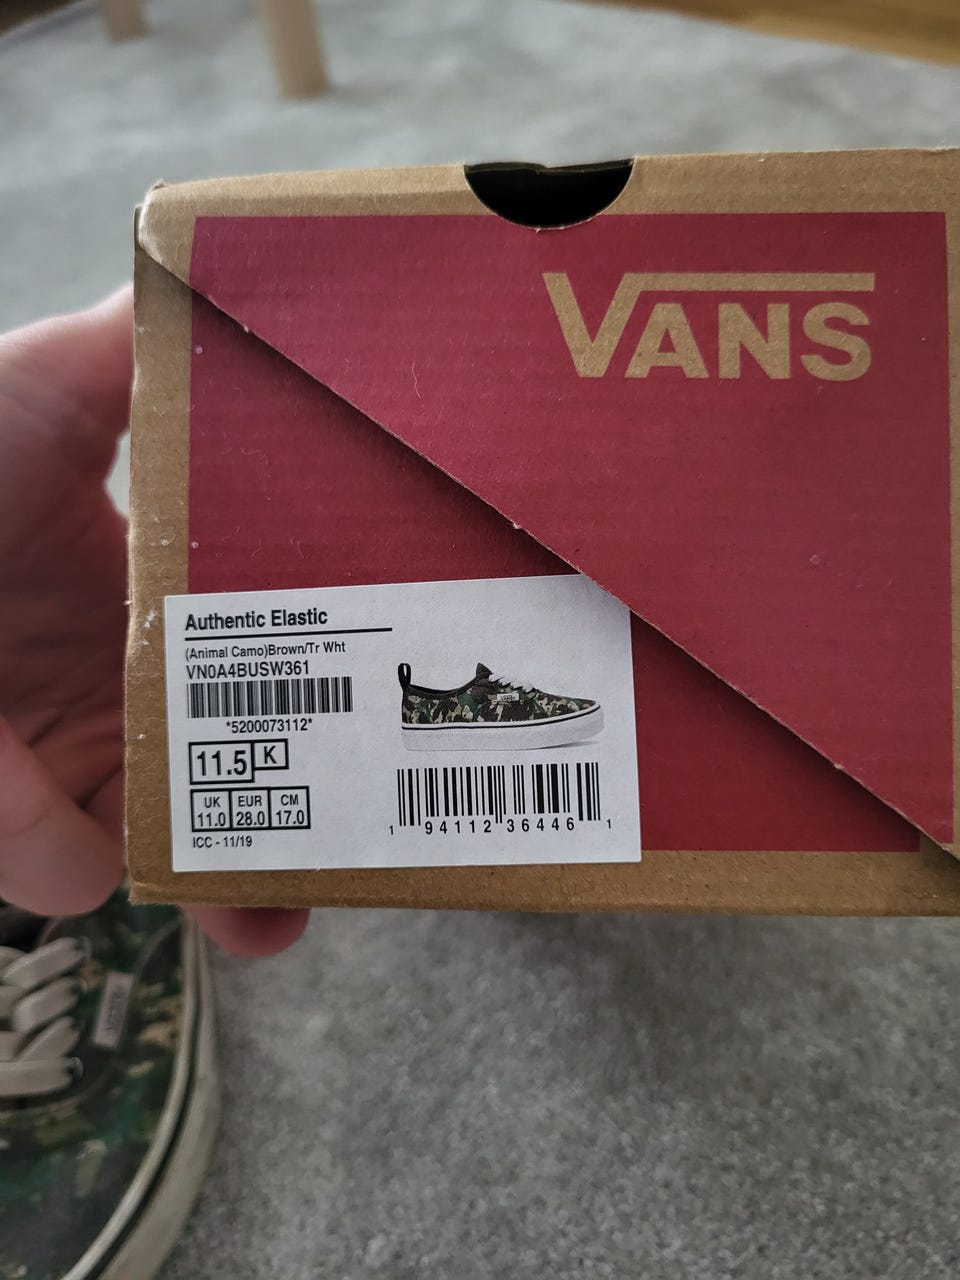 VANS
Authentic Elastic
(Animal Camo)Brown/Tr Wht
VN0A4BUSW361
*5200073112*
11.5 K
UK EUR CM
11.0 28.0 17.0
ICC - 11/19
1 94112 36446 1